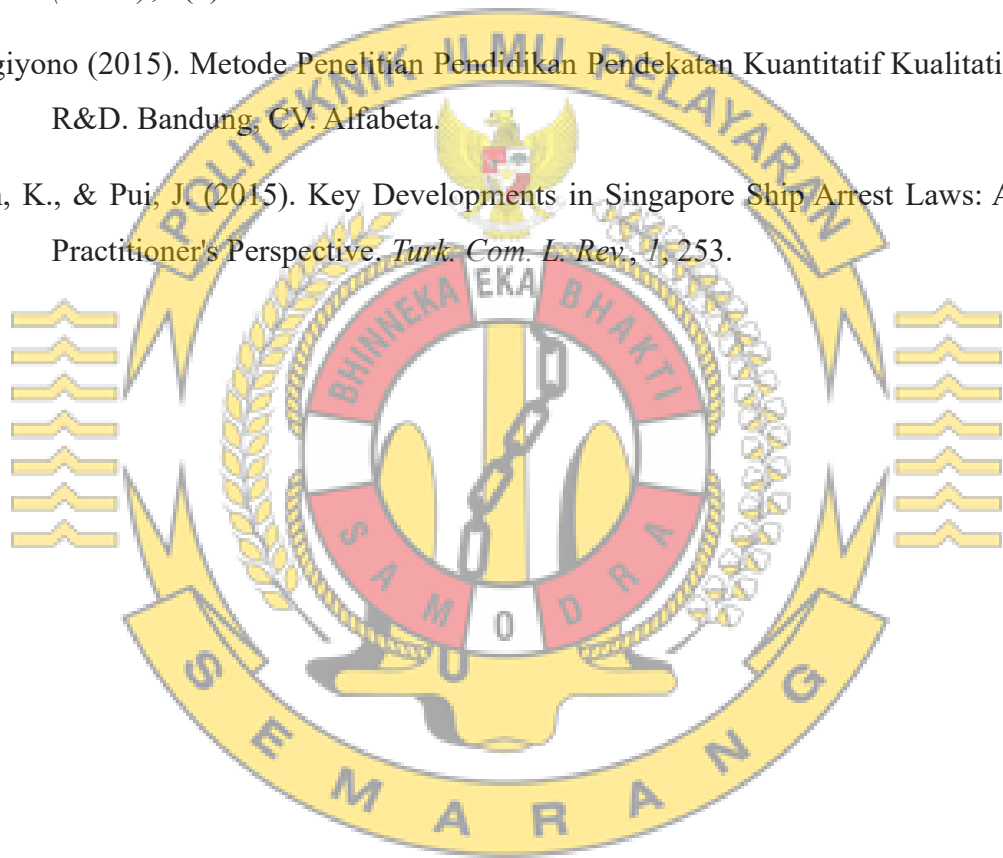 giyono (2015). Metode Penelitian Pendidikan Pendekatan Kuantitatif Kualitati
R&D. Bandung, CV. Alfabeta.
, K., & Pui, J. (2015). Key Developments in Singapore Ship Arrest Laws: A
Practitioner's Perspective. Turk. Com. L. Rev., 1, 253.
POLITEKNIK ILMU PELAYARAN
BHINNEKA EKA BHAKTI
SAMODRA
SEMARANG